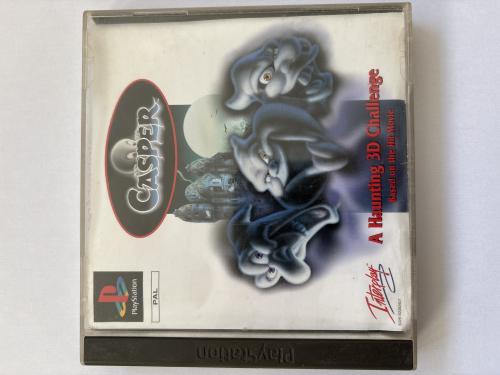 CASPER
A Haunting 3D Challenge
Based on the Hit Movie
PlayStation
PAL
Interplay
PlayStation